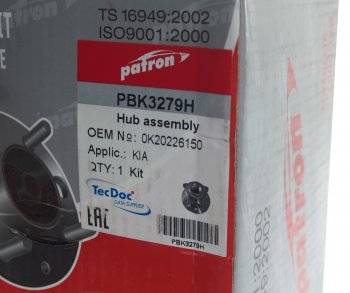 TS 16949:2002
ISO9001:2000
patron
patron
PBK3279H
Hub assembly
OEM №: 0K20226150
Applic.: KIA
QTY: 1 Kit
TecDoc
DATA SUPPLIER
EAC
PBK3279H